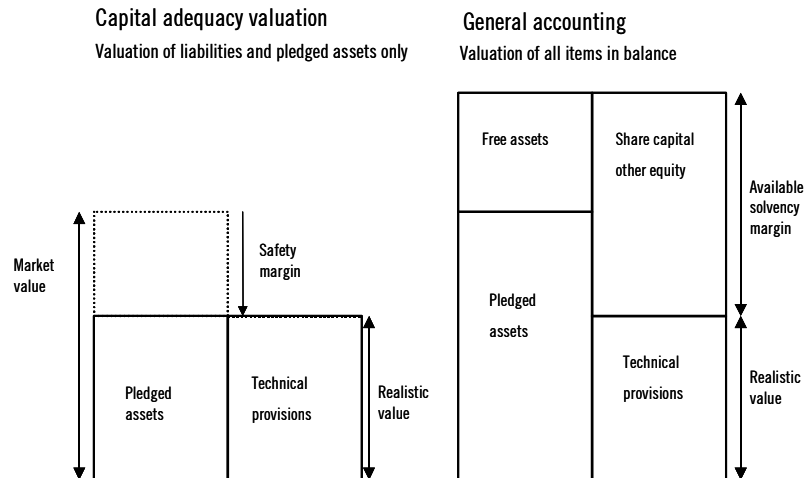 Capital adequacy valuation
Valuation of liabilities and pledged assets only
Market
value
Safety
margin
Pledged
assets
Technical
provisions
Realistic
value
General accounting
Valuation of all items in balance
Free assets
Share capital
other equity
Available
solvency
margin
Pledged
assets
Technical
provisions
Realistic
value